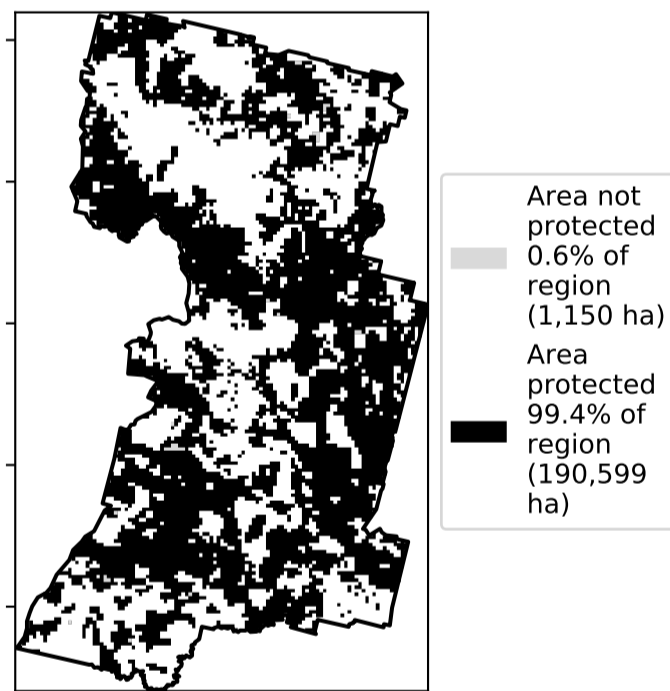 Area not
protected
0.6% of
region
(1,150 ha)
Area
protected
99.4% of
region
(190,599
ha)